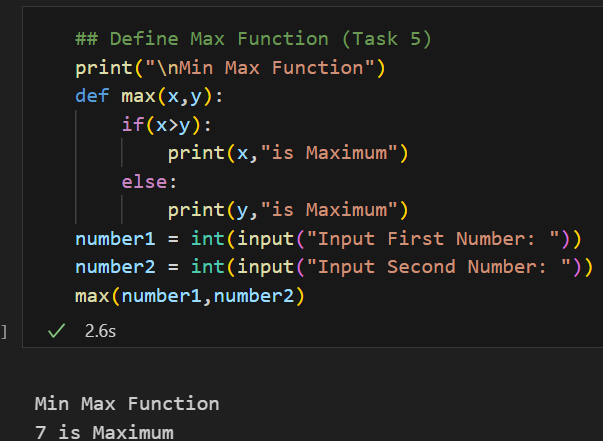 ## Define Max Function (Task 5)
print("\nMin Max Function")
def max(x,y):
    if(x>y):
        print(x,"is Maximum")
    else:
        print(y,"is Maximum")
number1 = int(input("Input First Number: "))
number2 = int(input("Input Second Number: "))
max(number1,number2)
] ✓ 2.6s
Min Max Function
7 is Maximum